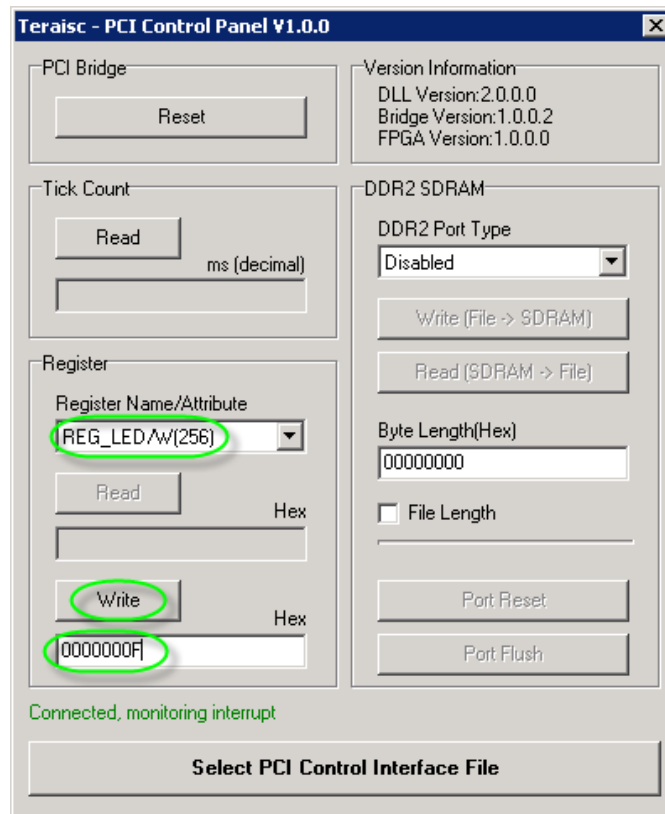 Teraisc - PCI Control Panel V1.0.0
PCI Bridge
Reset
Version Information
DLL Version:2.0.0.0
Bridge Version:1.0.0.2
FPGA Version:1.0.0.0
Tick Count
Read
ms (decimal)
Register
Register Name/Attribute
REG_LED/W(256)
Read
Hex
Write
Hex
0000000F
DDR2 SDRAM
DDR2 Port Type
Disabled
Write (File -> SDRAM)
Read (SDRAM -> File)
Byte Length(Hex)
00000000
File Length
Port Reset
Port Flush
Connected, monitoring interrupt
Select PCI Control Interface File